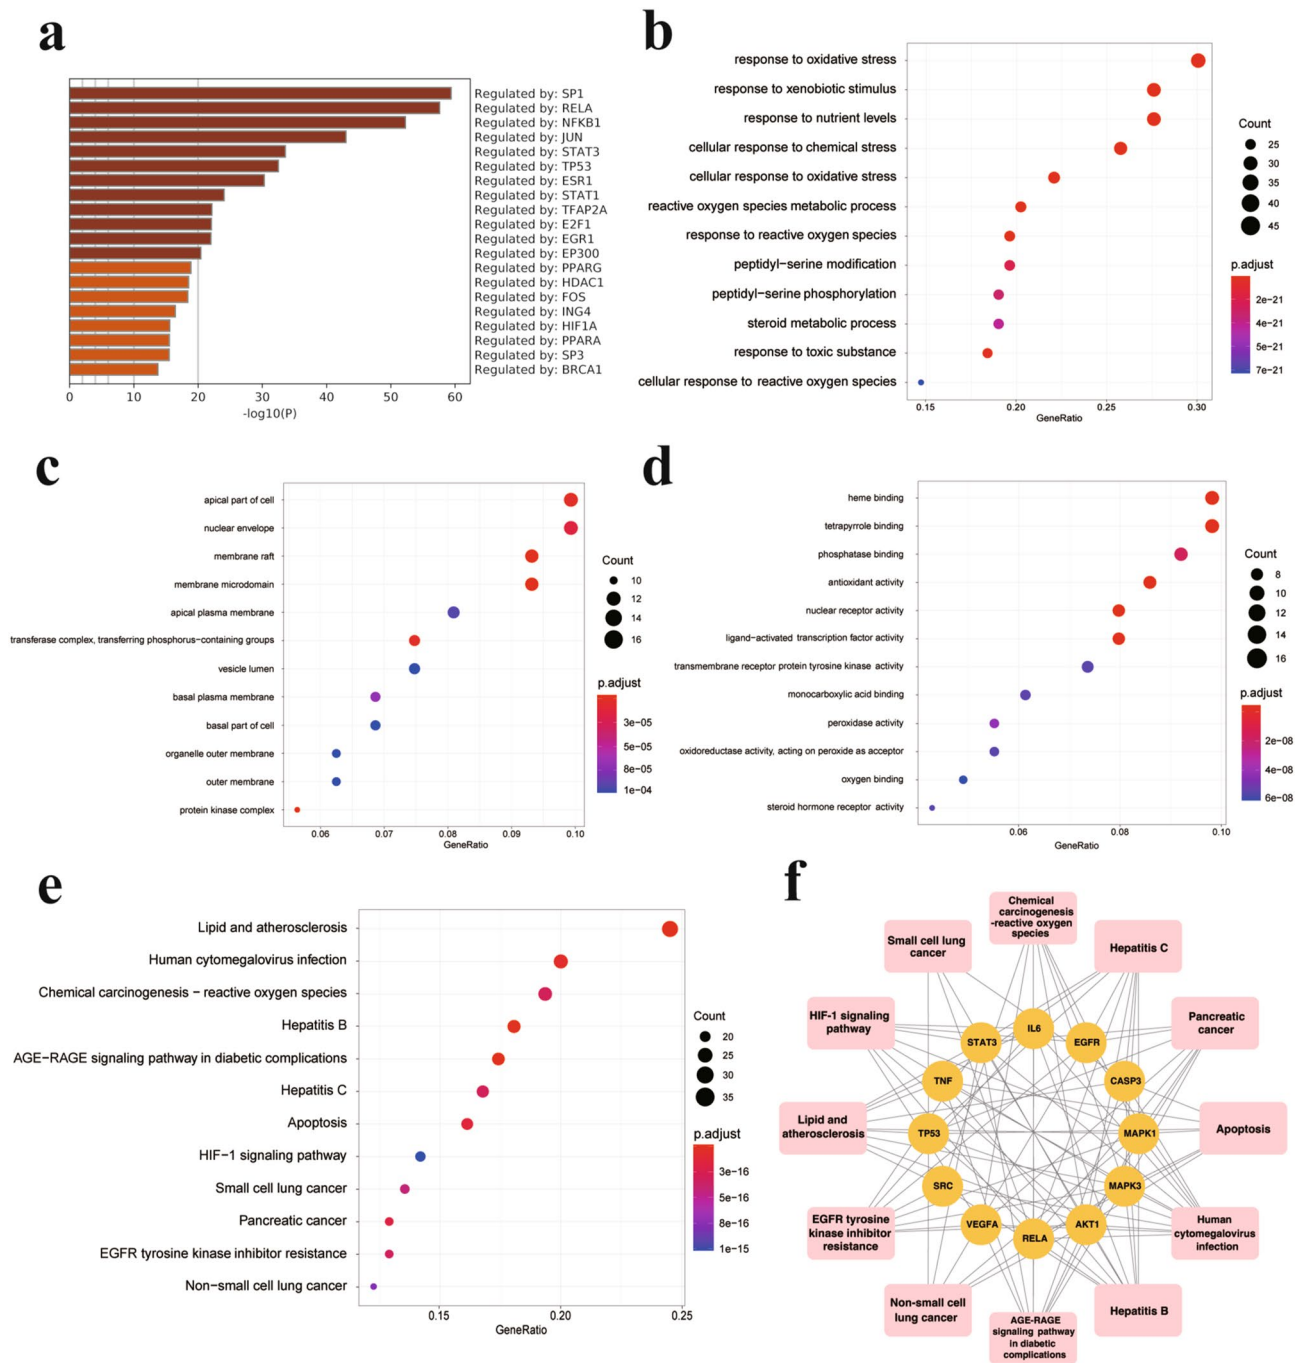 a
Regulated by: SP1
Regulated by: RELA
Regulated by: NFKB1
Regulated by: JUN
Regulated by: STAT3
Regulated by: TP53
Regulated by: ESR1
Regulated by: STAT1
Regulated by: TFAP2A
Regulated by: E2F1
Regulated by: EGR1
Regulated by: EP300
Regulated by: PPARG
Regulated by: HDAC1
Regulated by: FOS
Regulated by: ING4
Regulated by: HIF1A
Regulated by: PPARA
Regulated by: SP3
Regulated by: BRCA1
0 10 20 30 40 50 60
-log10(P)
b
response to oxidative stress
response to xenobiotic stimulus
response to nutrient levels
cellular response to chemical stress
cellular response to oxidative stress
reactive oxygen species metabolic process
response to reactive oxygen species
peptidyl−serine modification
peptidyl−serine phosphorylation
steroid metabolic process
response to toxic substance
cellular response to reactive oxygen species
0.15 0.20 0.25 0.30
GeneRatio
Count
25
30
35
40
45
p.adjust
2e−21
4e−21
5e−21
7e−21
c
apical part of cell
nuclear envelope
membrane raft
membrane microdomain
apical plasma membrane
transferase complex, transferring phosphorus−containing groups
vesicle lumen
basal plasma membrane
basal part of cell
organelle outer membrane
outer membrane
protein kinase complex
0.06 0.07 0.08 0.09 0.10
GeneRatio
Count
10
12
14
16
p.adjust
3e−05
5e−05
8e−05
1e−04
d
heme binding
tetrapyrrole binding
phosphatase binding
antioxidant activity
nuclear receptor activity
ligand−activated transcription factor activity
transmembrane receptor protein tyrosine kinase activity
monocarboxylic acid binding
peroxidase activity
oxidoreductase activity, acting on peroxide as acceptor
oxygen binding
steroid hormone receptor activity
0.06 0.08 0.10
GeneRatio
Count
8
10
12
14
16
p.adjust
2e−08
4e−08
6e−08
e
Lipid and atherosclerosis
Human cytomegalovirus infection
Chemical carcinogenesis − reactive oxygen species
Hepatitis B
AGE−RAGE signaling pathway in diabetic complications
Hepatitis C
Apoptosis
HIF−1 signaling pathway
Small cell lung cancer
Pancreatic cancer
EGFR tyrosine kinase inhibitor resistance
Non−small cell lung cancer
0.15 0.20 0.25
GeneRatio
Count
20
25
30
35
p.adjust
3e−16
5e−16
8e−16
1e−15
f
Chemical
carcinogenesis
-reactive oxygen
species
Small cell lung
cancer
Hepatitis C
HIF-1 signaling
pathway
Pancreatic
cancer
Lipid and
atherosclerosis
Apoptosis
EGFR tyrosine
kinase inhibitor
resistance
Human
cytomegalovirus
infection
Non-small cell
lung cancer
Hepatitis B
AGE-RAGE
signaling pathway
in diabetic
complications
IL6
STAT3
EGFR
TNF
CASP3
TP53
MAPK1
SRC
MAPK3
VEGFA
AKT1
RELA